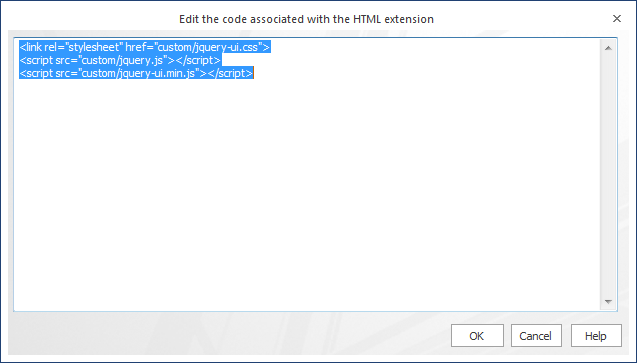 Edit the code associated with the HTML extension
<link rel="stylesheet" href="custom/jquery-ui.css">
<script src="custom/jquery.js"></script>
<script src="custom/jquery-ui.min.js"></script>
OK Cancel Help